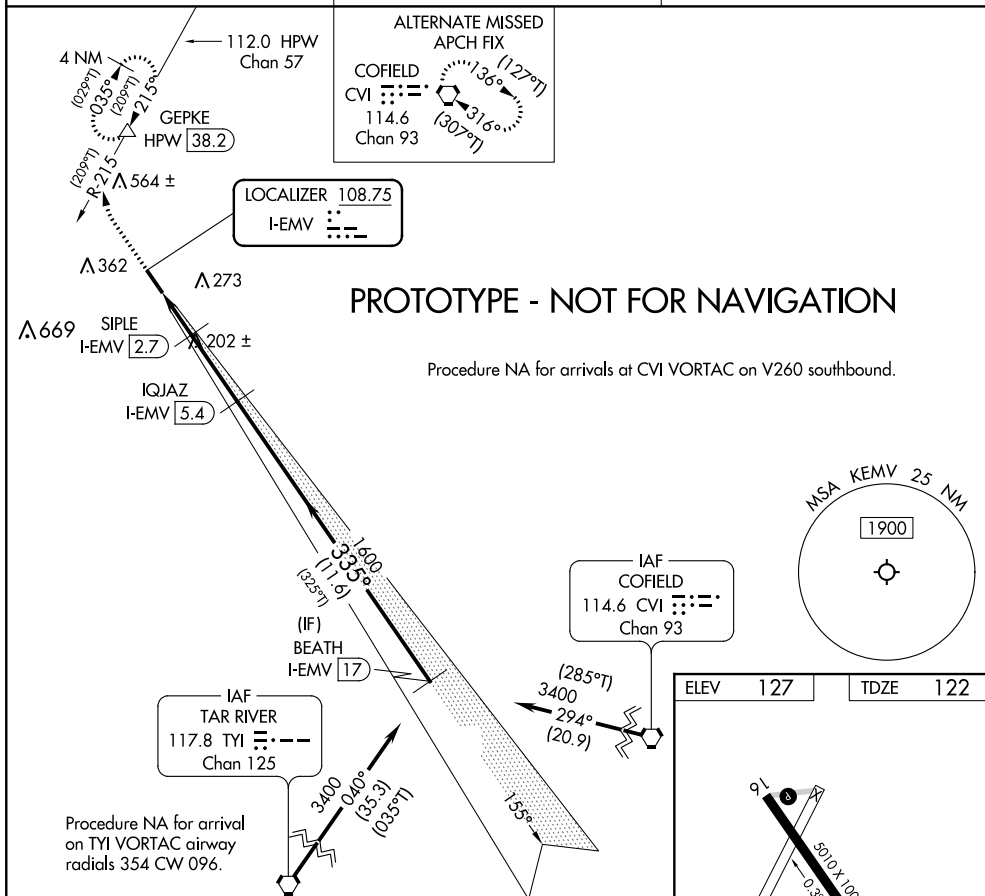 4 NM
(029°T)
035°
(209°T)
215°
112.0 HPW
Chan 57
GEPKE
HPW 38.2
(209°T)
R-215
564 ±
ALTERNATE MISSED
APCH FIX
COFIELD
CVI
114.6
Chan 93
(127°T)
136°
316°
(307°T)
LOCALIZER 108.75
I-EMV
362
273
PROTOTYPE - NOT FOR NAVIGATION
669
SIPLE
I-EMV 2.7
202 ±
Procedure NA for arrivals at CVI VORTAC on V260 southbound.
IQJAZ
I-EMV 5.4
MSA KEMV 25 NM
1900
1600
335°
(11.6)
(325°T)
IAF
COFIELD
114.6 CVI
Chan 93
(IF)
BEATH
I-EMV 17
(285°T)
3400
294°
(20.9)
IAF
TAR RIVER
117.8 TYI
Chan 125
3400
040°
(35.3)
(035°T)
155°
Procedure NA for arrival
on TYI VORTAC airway
radials 354 CW 096.
ELEV 127
TDZE 122
16
P
X
5010 X 100